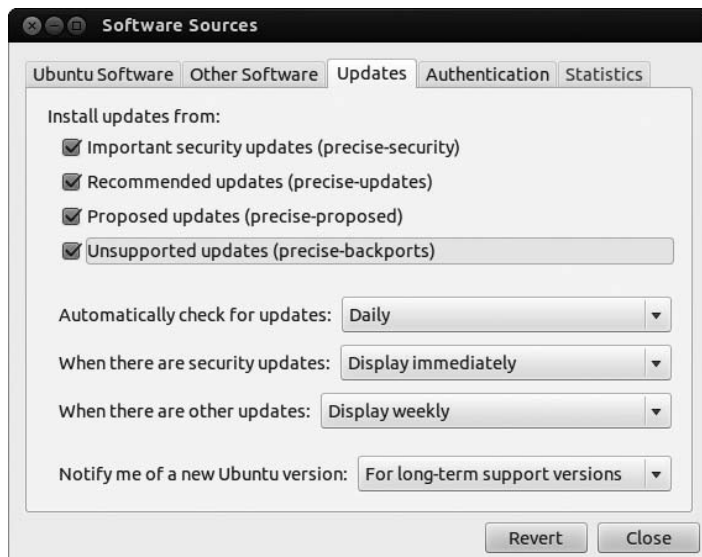 Software Sources
Ubuntu Software Other Software Updates Authentication Statistics
Install updates from:
Important security updates (precise-security)
Recommended updates (precise-updates)
Proposed updates (precise-proposed)
Unsupported updates (precise-backports)
Automatically check for updates: Daily
When there are security updates: Display immediately
When there are other updates: Display weekly
Notify me of a new Ubuntu version: For long-term support versions
Revert Close